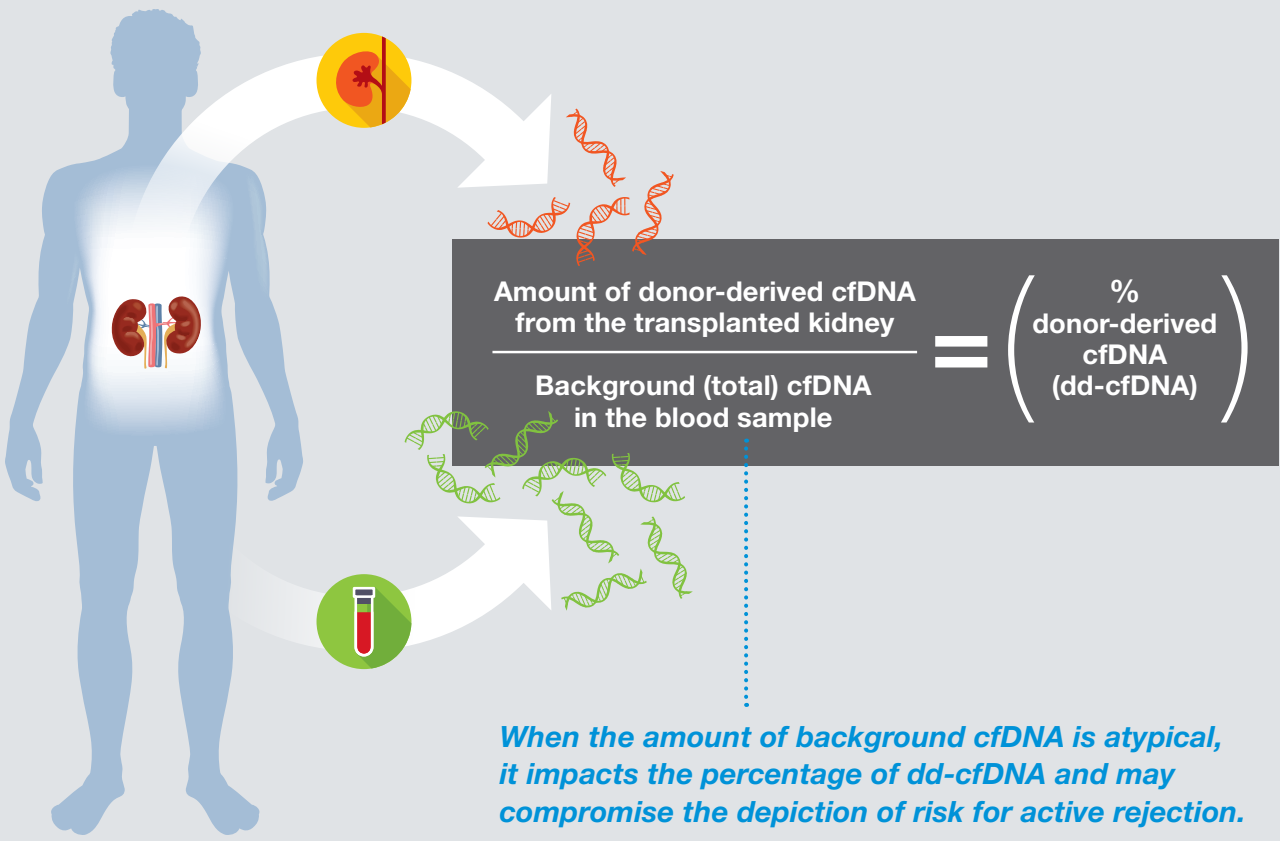 Amount of donor-derived cfDNA
from the transplanted kidney
Background (total) cfDNA
in the blood sample
=
%
donor-derived
cfDNA
(dd-cfDNA)
When the amount of background cfDNA is atypical,
it impacts the percentage of dd-cfDNA and may
compromise the depiction of risk for active rejection.